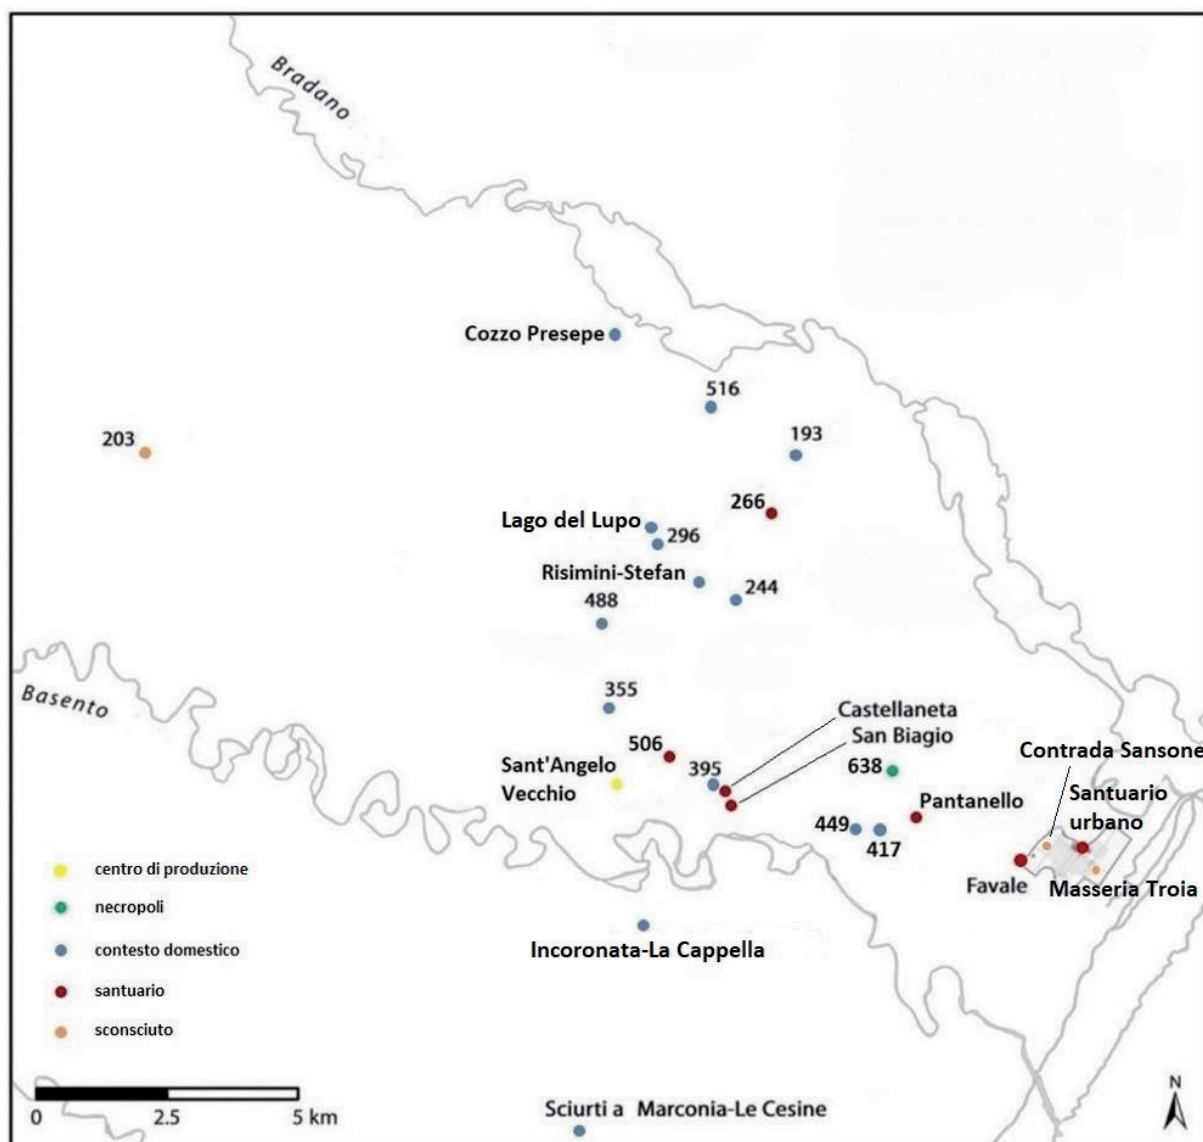 Bradano
Cozzo Presepe
516
193
203
266
Lago del Lupo
296
Risimini-Stefan
244
488
355
Basento
Castellaneta
San Biagio
506
395
638
Contrada Sansone
Sant'Angelo
Vecchio
Pantanello
Santuario
urbano
449
417
Favale
Masseria Troia
centro di produzione
necropoli
contesto domestico
santuario
sconsciuto
Incoronata-La Cappella
0
2.5
5 km
N
Sciurti a Marconia-Le Cesine